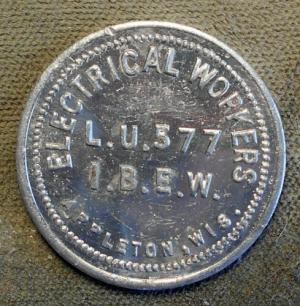 ELECTRICAL WORKERS
L.U.577
I.B.E.W.
APPLETON, WIS.